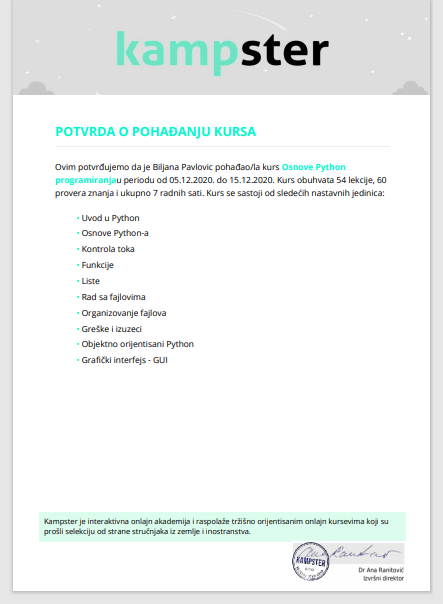 kampster
POTVRDA O POHAĐANJU KURSA
Ovim potvrđujemo da je Biljana Pavlovic pohađao/la kurs Osnove Python
programiranjau periodu od 05.12.2020. do 15.12.2020. Kurs obuhvata 54 lekcije, 60
provera znanja i ukupno 7 radnih sati. Kurs se sastoji od sledećih nastavnih jedinica:
• Uvod u Python
• Osnove Python-a
• Kontrola toka
• Funkcije
• Liste
• Rad sa fajlovima
• Organizovanje fajlova
• Greške i izuzeci
• Objektno orijentisani Python
• Grafički interfejs - GUI
Kampster je interaktivna onlajn akademija i raspolaže tržišno orijentisanim onlajn kursevima koji su
prošli selekciju od strane stručnjaka iz zemlje i inostranstva.
KAMPSTER
Dr Ana Ranitović
Izvršni direktor